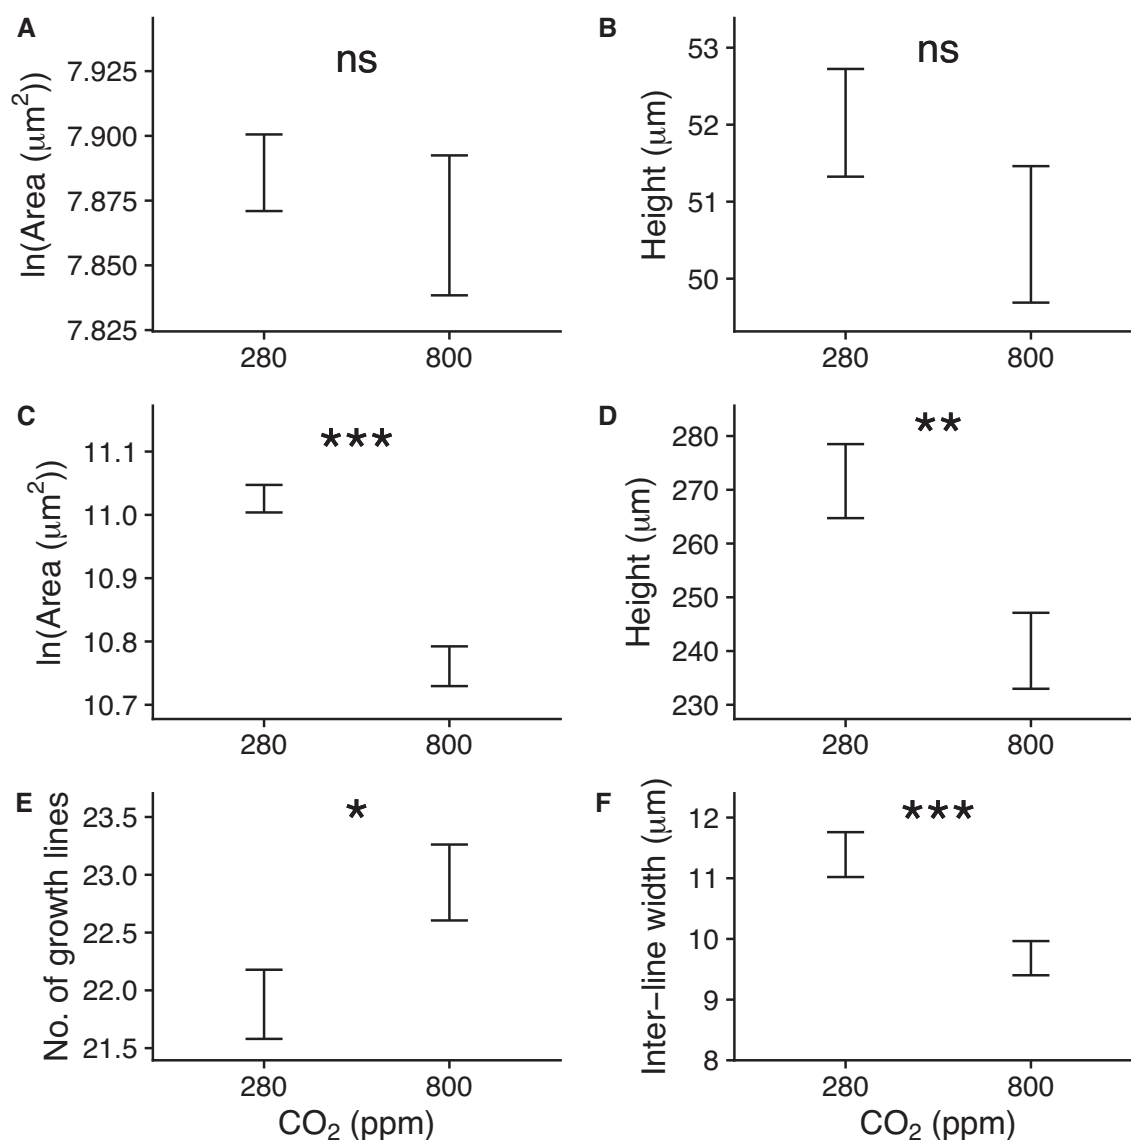 A
ns
ln(Area (μm²))
7.925
7.900
7.875
7.850
7.825
280 800
B
ns
Height (μm)
53
52
51
50
280 800
C
***
ln(Area (μm²))
11.1
11.0
10.9
10.8
10.7
280 800
D
**
Height (μm)
280
270
260
250
240
230
280 800
E
*
No. of growth lines
23.5
23.0
22.5
22.0
21.5
280 800
CO₂ (ppm)
F
***
Inter−line width (μm)
12
11
10
9
8
280 800
CO₂ (ppm)